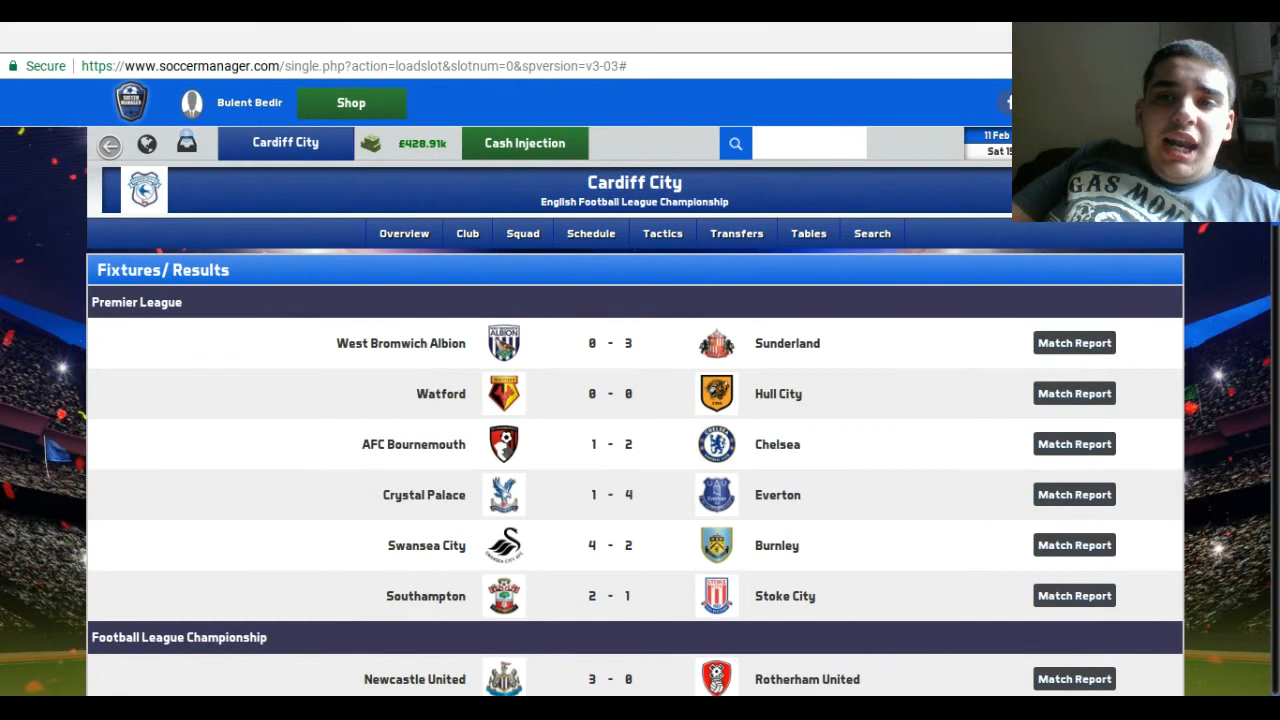 Secure https://www.soccermanager.com/single.php?action=loadslot&slotnum=0&spversion=v3-03#
Bulent Bedir Shop
Cardiff City £428.91k Cash Injection 11 Feb
Sat 15
Cardiff City
English Football League Championship
Overview Club Squad Schedule Tactics Transfers Tables Search
Fixtures/ Results
Premier League
West Bromwich Albion 0 - 3 Sunderland Match Report
Watford 0 - 0 Hull City Match Report
AFC Bournemouth 1 - 2 Chelsea Match Report
Crystal Palace 1 - 4 Everton Match Report
Swansea City 4 - 2 Burnley Match Report
Southampton 2 - 1 Stoke City Match Report
Football League Championship
Newcastle United 3 - 0 Rotherham United Match Report